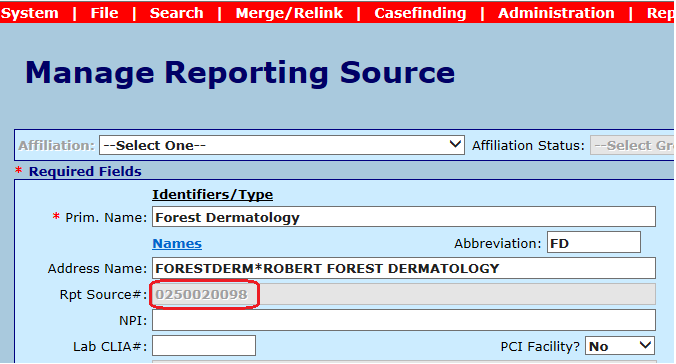 System | File | Search | Merge/Relink | Casefinding | Administration | Rep
Manage Reporting Source
Affiliation: --Select One-- Affiliation Status: --Select Gr
* Required Fields
Identifiers/Type
* Prim. Name: Forest Dermatology
Names Abbreviation: FD
Address Name: FORESTDERM*ROBERT FOREST DERMATOLOGY
Rpt Source#: 0250020098
NPI:
Lab CLIA#: PCI Facility? No